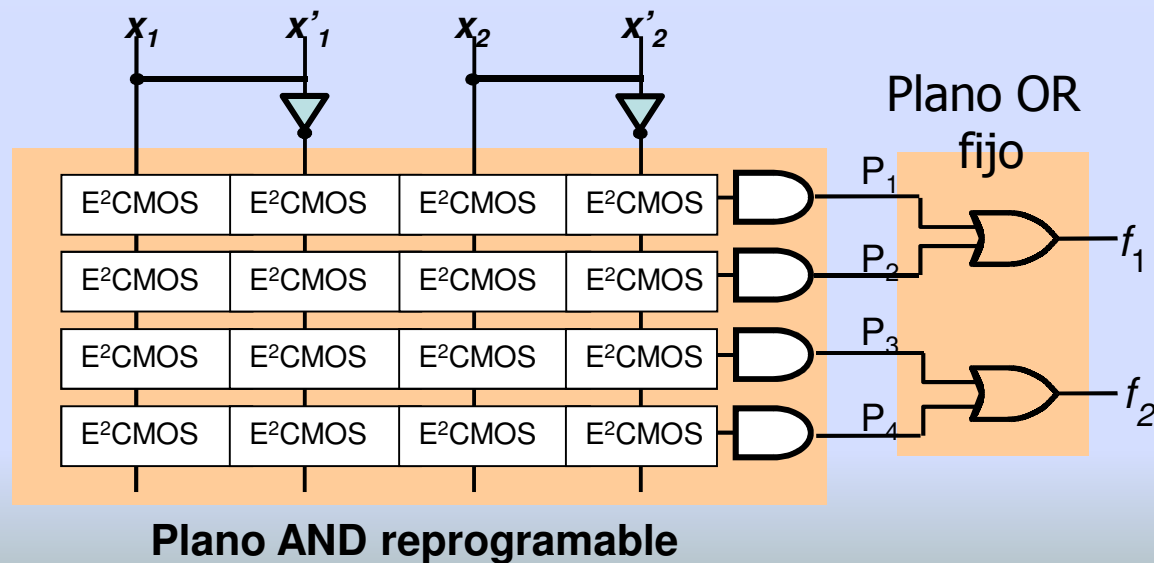 x₁ x'₁ x₂ x'₂
Plano OR
fijo
E²CMOS E²CMOS E²CMOS E²CMOS P₁
f₁
E²CMOS E²CMOS E²CMOS E²CMOS P₂
E²CMOS E²CMOS E²CMOS E²CMOS P₃
f₂
E²CMOS E²CMOS E²CMOS E²CMOS P₄
Plano AND reprogramable